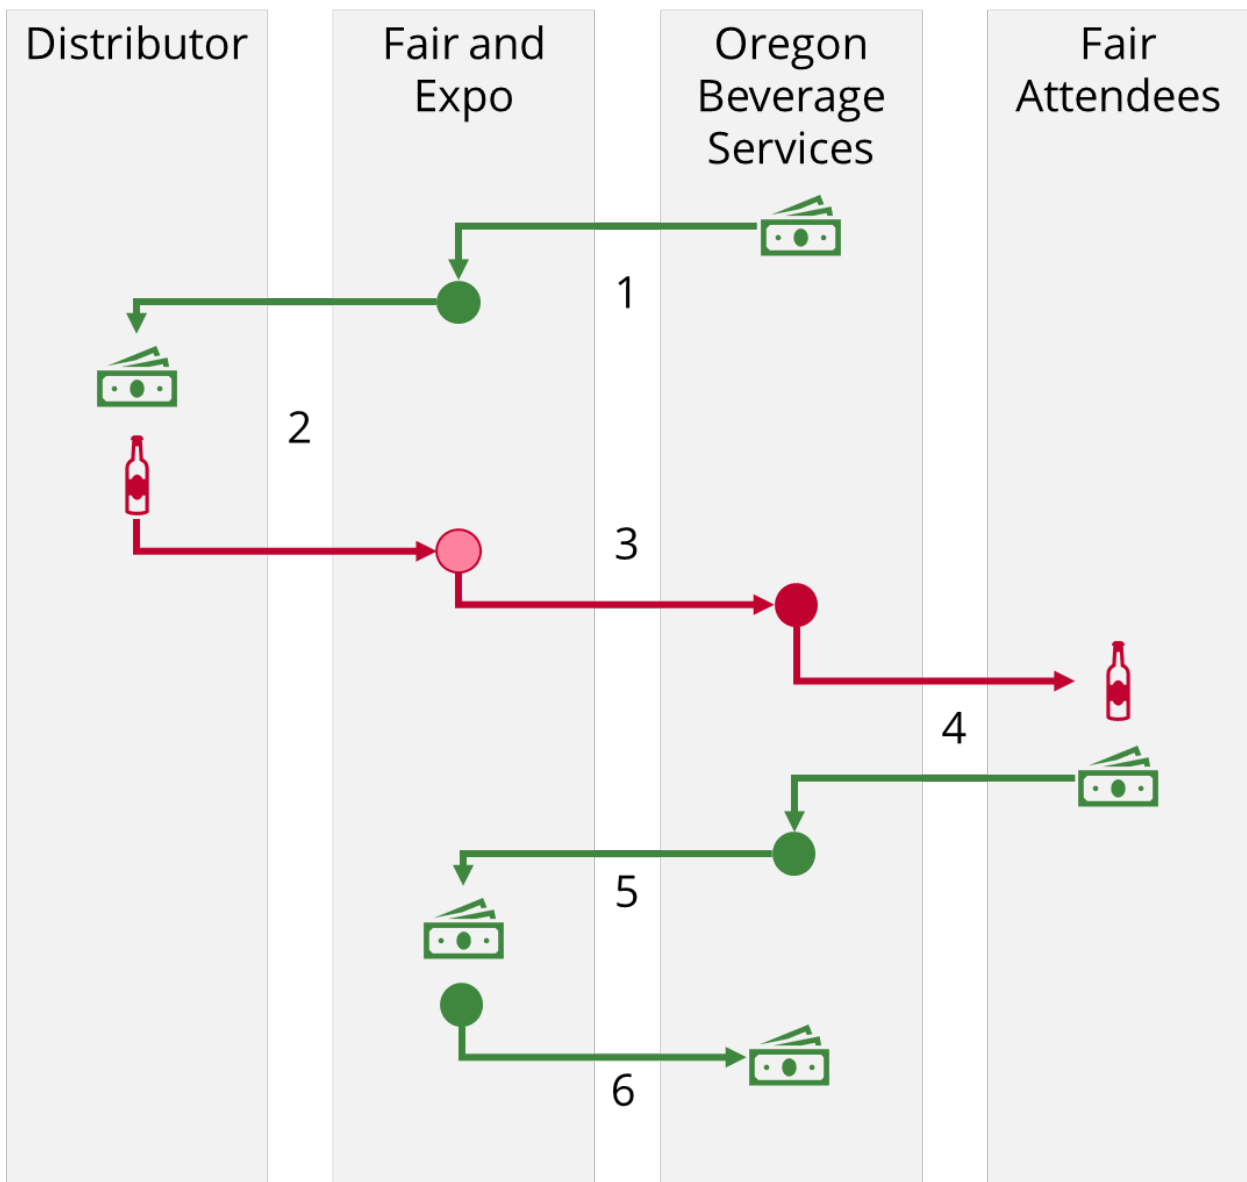 Distributor
Fair and
Expo
Oregon
Beverage
Services
Fair
Attendees
1
2
3
4
5
6